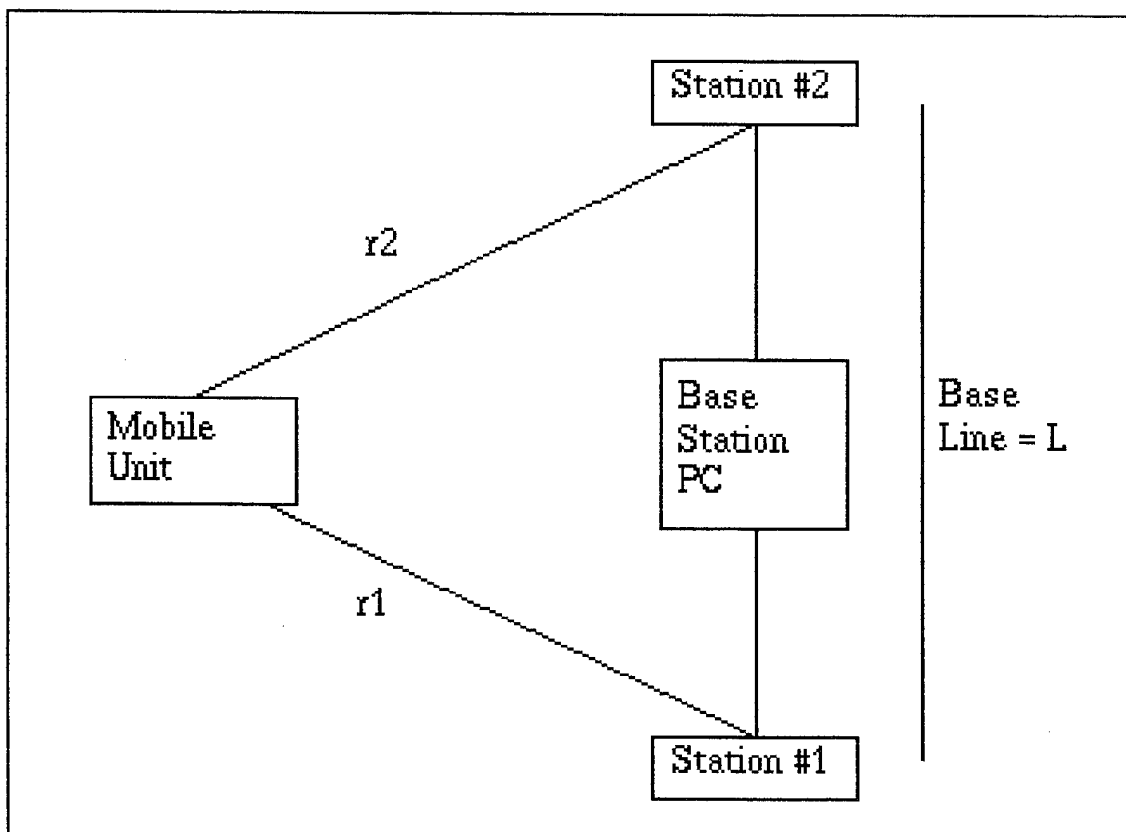 Station #2
r2
Mobile
Unit
Base
Station
PC
Base
Line = L
r1
Station #1